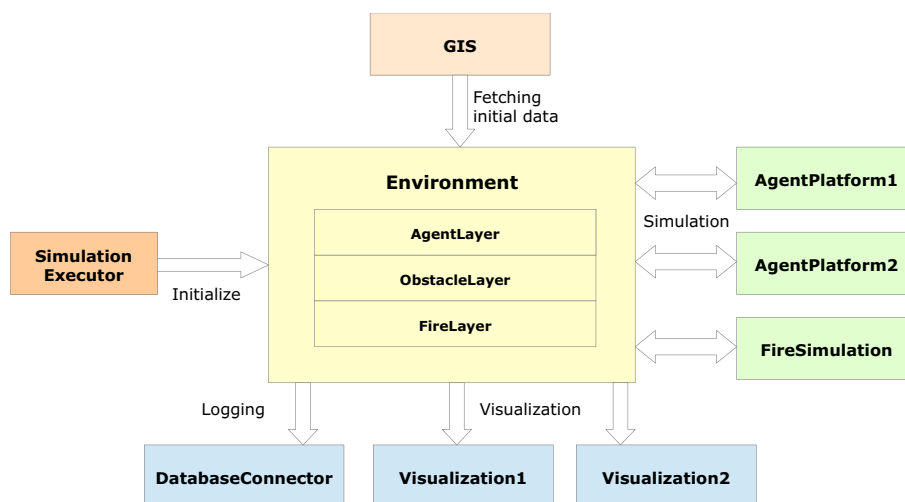 GIS
Fetching
initial data
Environment
AgentPlatform1
Simulation
AgentLayer
Simulation
Executor
AgentPlatform2
ObstacleLayer
Initialize
FireLayer
FireSimulation
Logging
Visualization
DatabaseConnector
Visualization1
Visualization2